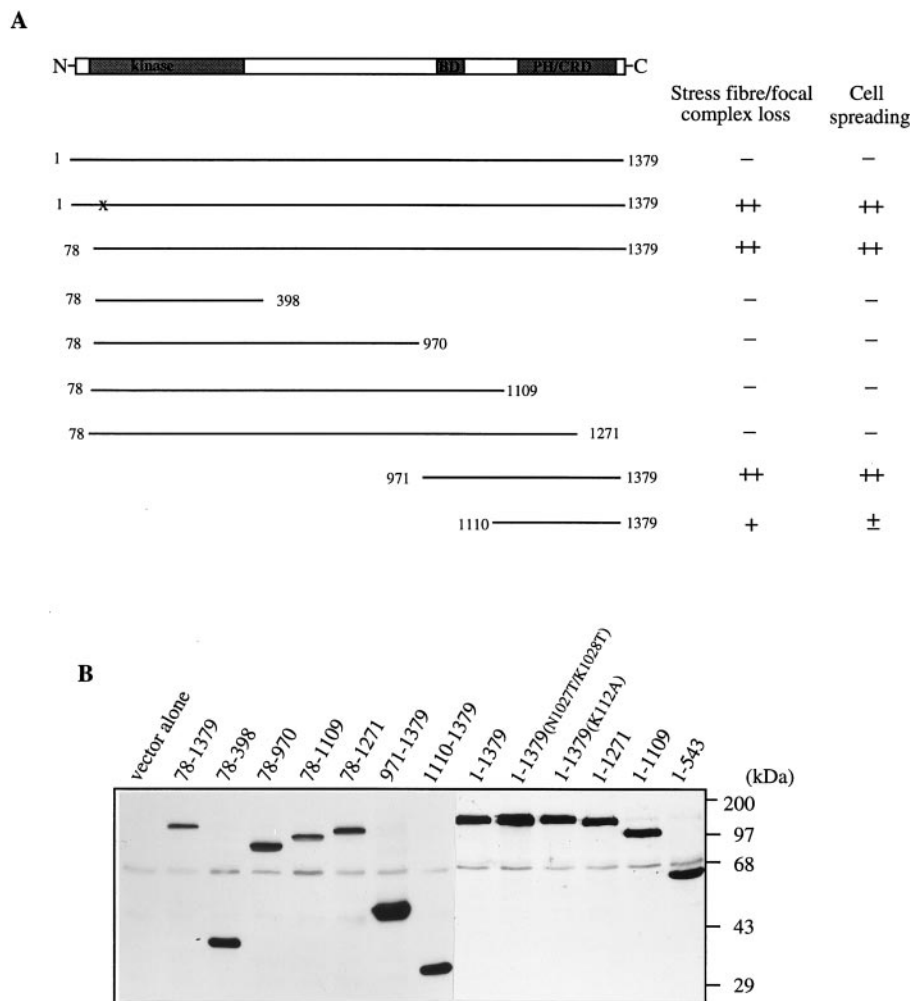 A
N kinase BD PH/CRD C
Stress fibre/focal complex loss
Cell spreading
1 1379 – –
1 x 1379 ++ ++
78 1379 ++ ++
78 398 – –
78 970 – –
78 1109 – –
78 1271 – –
971 1379 ++ ++
1110 1379 + ±
B
vector alone
78-1379
78-398
78-970
78-1109
78-1271
971-1379
1110-1379
1-1379
1-1379(N1027T/K1028T)
1-1379(K112A)
1-1271
1-1109
1-543
(kDa)
200
97
68
43
29